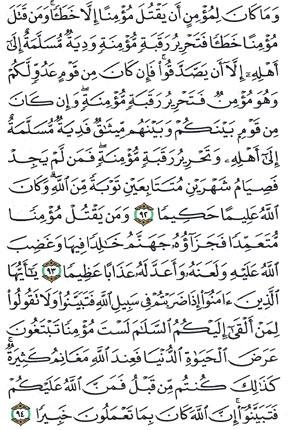 وَمَا كَانَ لِمُؤْمِنٍ أَن يَقْتُلَ مُؤْمِنًا إِلَّا خَطَـًٔا ۚ وَمَن قَتَلَ
مُؤْمِنًا خَطَـًٔا فَتَحْرِيرُ رَقَبَةٍ مُّؤْمِنَةٍ وَدِيَةٌ مُّسَلَّمَةٌ إِلَىٰٓ
أَهْلِهِۦٓ إِلَّآ أَن يَصَّدَّقُوا۟ ۚ فَإِن كَانَ مِن قَوْمٍ عَدُوٍّ لَّكُمْ
وَهُوَ مُؤْمِنٌ فَتَحْرِيرُ رَقَبَةٍ مُّؤْمِنَةٍ ۖ وَإِن كَانَ
مِن قَوْمٍۭ بَيْنَكُمْ وَبَيْنَهُم مِّيثَـٰقٌ فَدِيَةٌ مُّسَلَّمَةٌ
إِلَىٰٓ أَهْلِهِۦ وَتَحْرِيرُ رَقَبَةٍ مُّؤْمِنَةٍ ۖ فَمَن لَّمْ يَجِدْ
فَصِيَامُ شَهْرَيْنِ مُتَتَابِعَيْنِ تَوْبَةً مِّنَ ٱللَّهِ ۗ وَكَانَ
ٱللَّهُ عَلِيمًا حَكِيمًا ٩٢ وَمَن يَقْتُلْ مُؤْمِنًا
مُّتَعَمِّدًا فَجَزَآؤُهُۥ جَهَنَّمُ خَـٰلِدًا فِيهَا وَغَضِبَ
ٱللَّهُ عَلَيْهِ وَلَعَنَهُۥ وَأَعَدَّ لَهُۥ عَذَابًا عَظِيمًا ٩٣ يَـٰٓأَيُّهَا
ٱلَّذِينَ ءَامَنُوٓا۟ إِذَا ضَرَبْتُمْ فِى سَبِيلِ ٱللَّهِ فَتَبَيَّنُوا۟ وَلَا تَقُولُوا۟
لِمَنْ أَلْقَىٰٓ إِلَيْكُمُ ٱلسَّلَـٰمَ لَسْتَ مُؤْمِنًا تَبْتَغُونَ
عَرَضَ ٱلْحَيَوٰةِ ٱلدُّنْيَا فَعِندَ ٱللَّهِ مَغَانِمُ كَثِيرَةٌ ۚ
كَذَٰلِكَ كُنتُم مِّن قَبْلُ فَمَنَّ ٱللَّهُ عَلَيْكُمْ
فَتَبَيَّنُوٓا۟ ۚ إِنَّ ٱللَّهَ كَانَ بِمَا تَعْمَلُونَ خَبِيرًا ٩٤